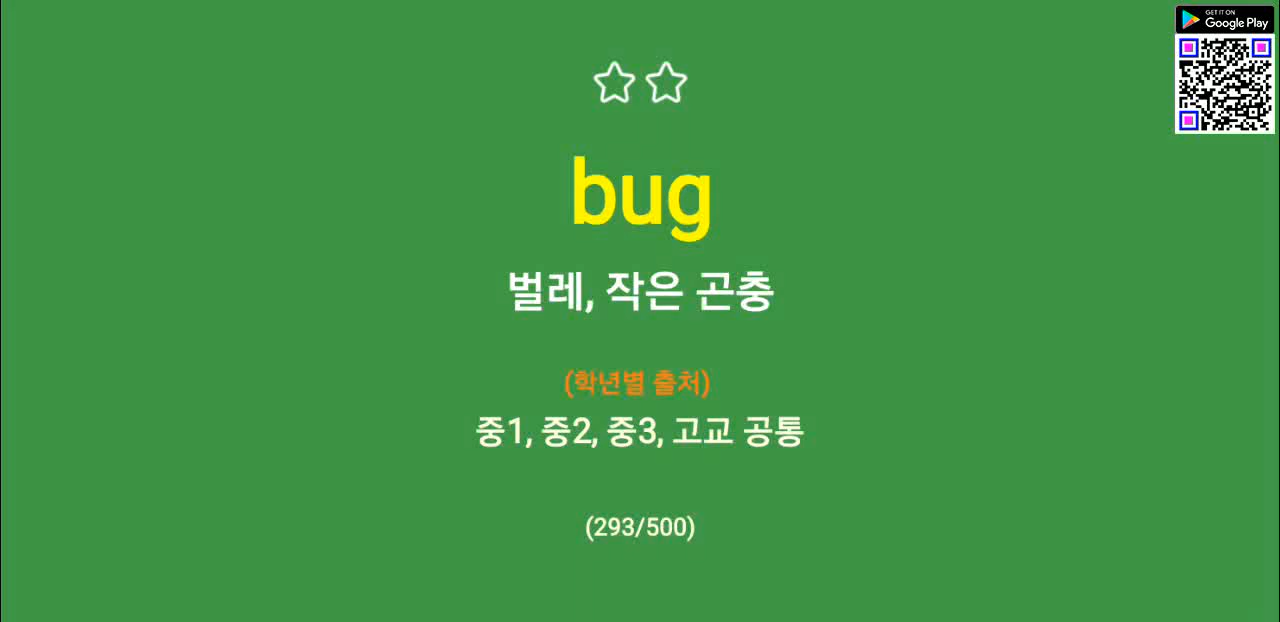 GET IT ON
Google Play
bug
벌레, 작은 곤충
(학년별 출처)
중1, 중2, 중3, 고교 공통
(293/500)